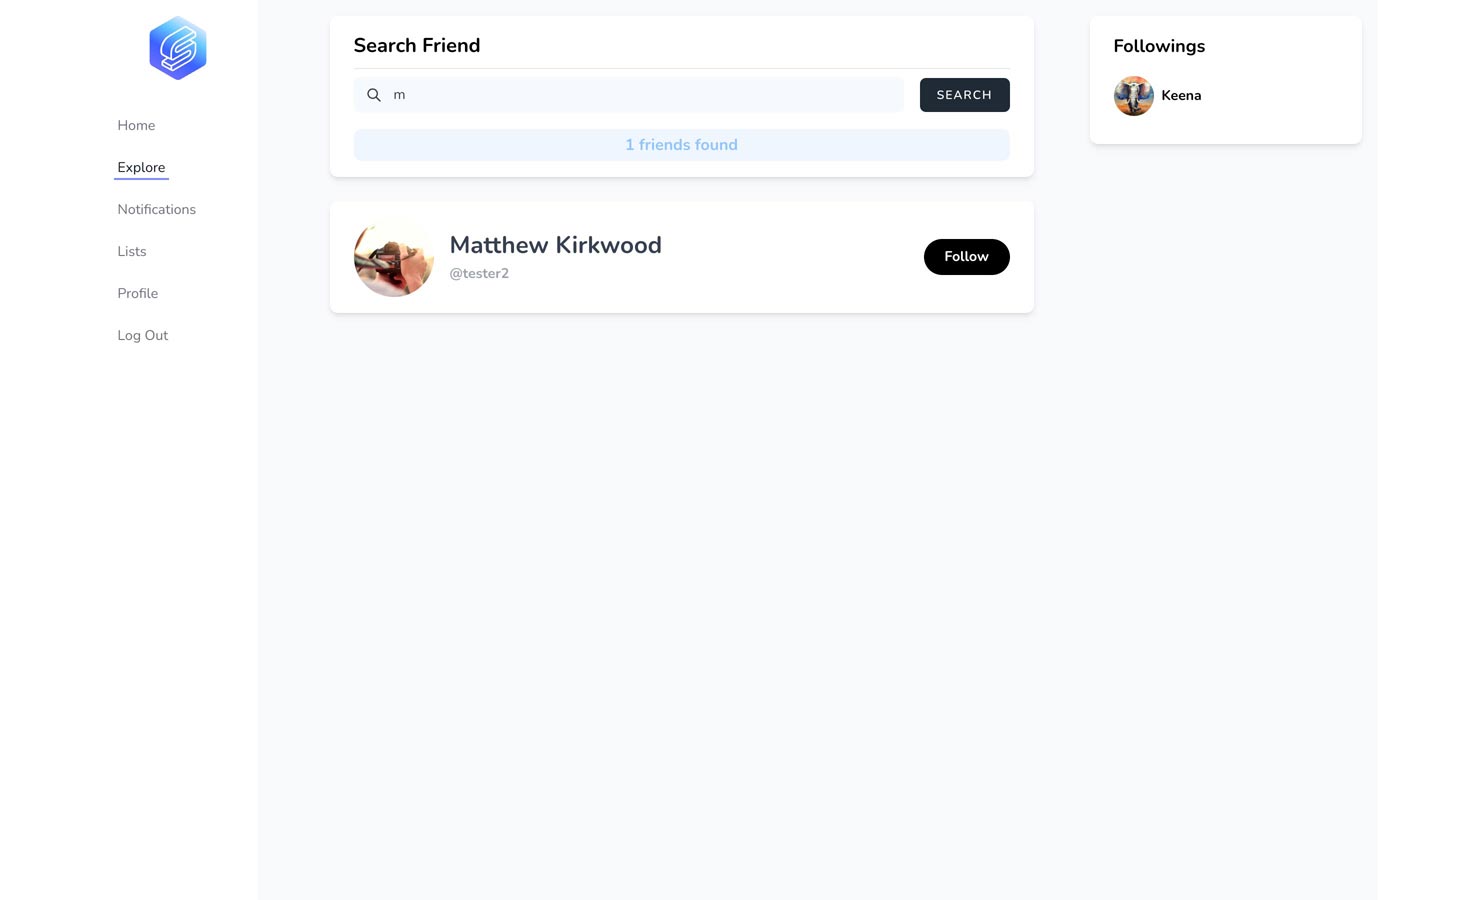 Home
Explore
Notifications
Lists
Profile
Log Out
Search Friend
m
SEARCH
1 friends found
Matthew Kirkwood
@tester2
Follow
Followings
Keena